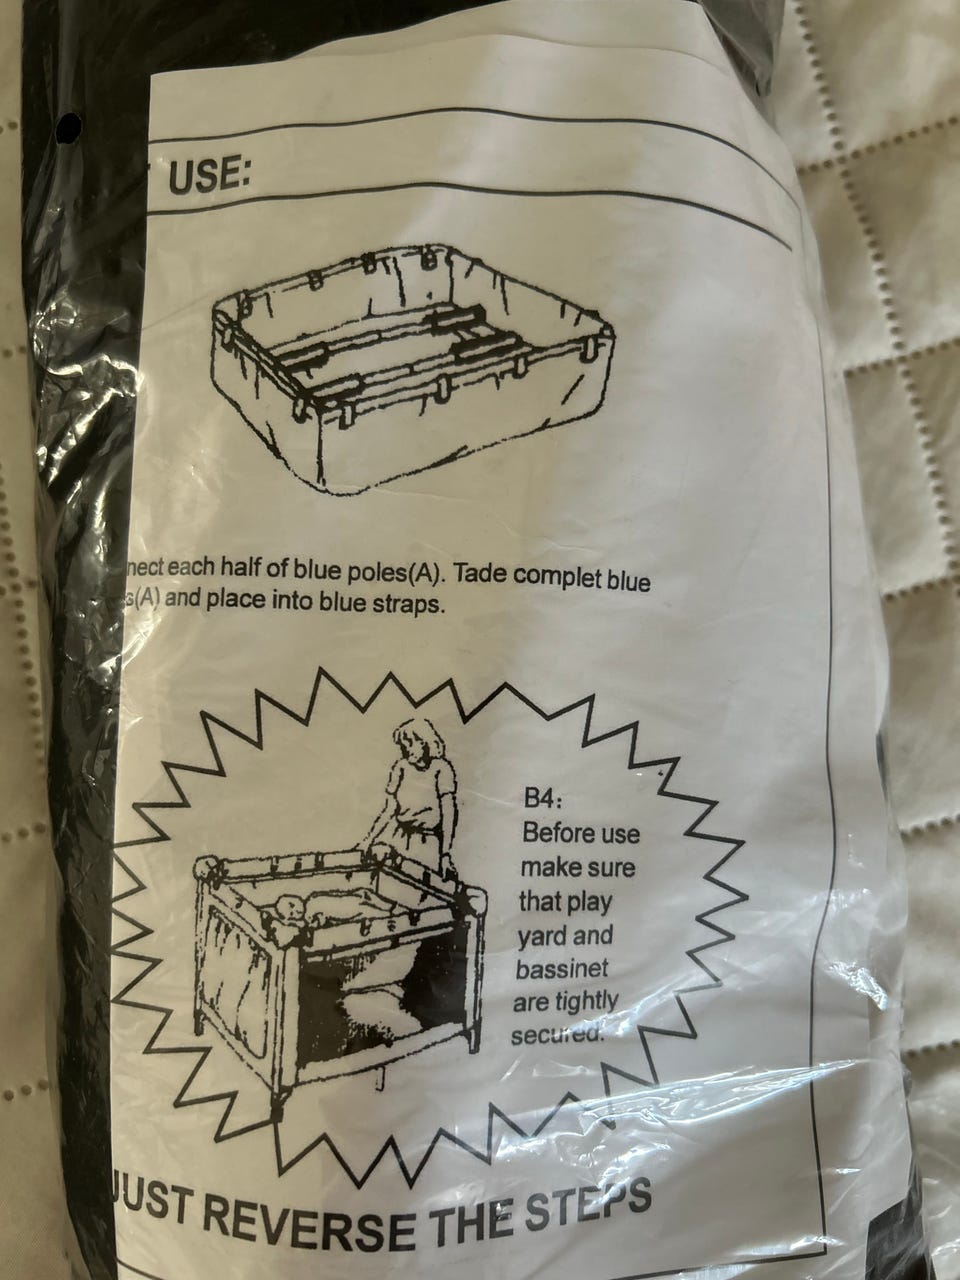 USE:
nect each half of blue poles(A). Tade complet blue
s(A) and place into blue straps.
B4:
Before use
make sure
that play
yard and
bassinet
are tightly
secured.
JUST REVERSE THE STEPS